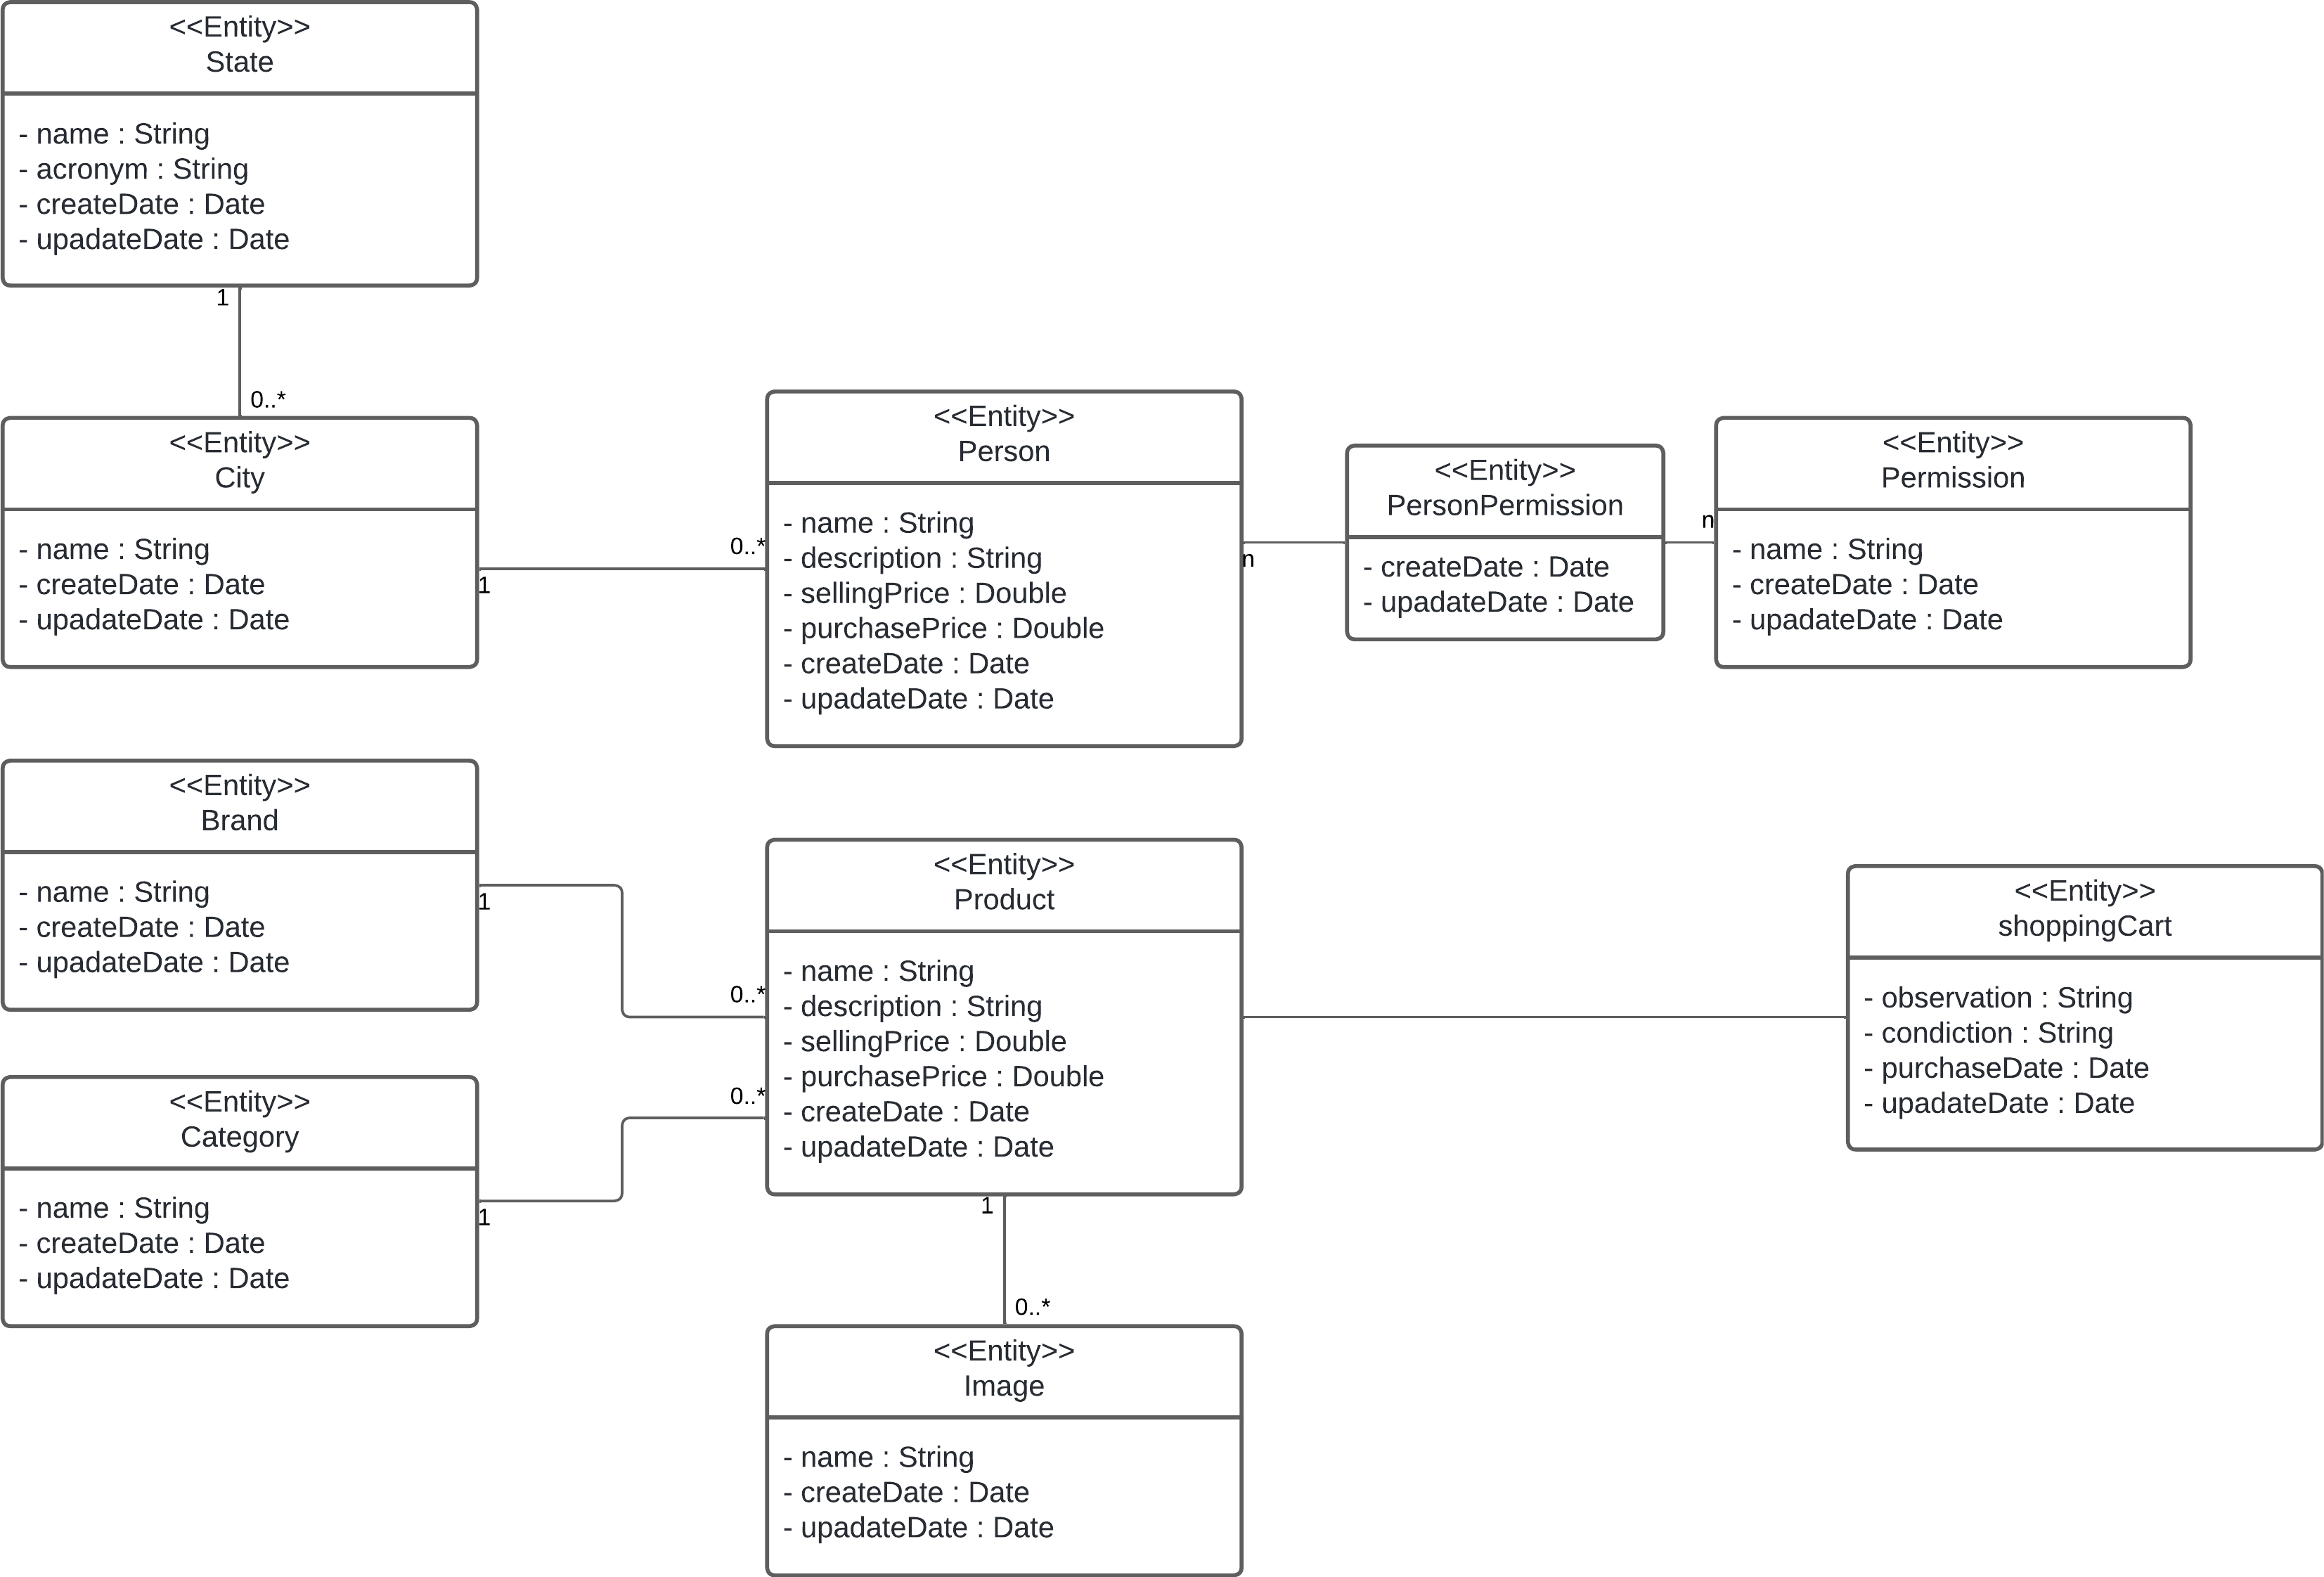 <<Entity>>
State
- name : String
- acronym : String
- createDate : Date
- upadateDate : Date
1
0..*
<<Entity>>
City
- name : String
- createDate : Date
- upadateDate : Date
1
0..*
<<Entity>>
Person
- name : String
- description : String
- sellingPrice : Double
- purchasePrice : Double
- createDate : Date
- upadateDate : Date
n
<<Entity>>
PersonPermission
- createDate : Date
- upadateDate : Date
n
<<Entity>>
Permission
- name : String
- createDate : Date
- upadateDate : Date
<<Entity>>
Brand
- name : String
- createDate : Date
- upadateDate : Date
1
0..*
<<Entity>>
Category
- name : String
- createDate : Date
- upadateDate : Date
1
0..*
<<Entity>>
Product
- name : String
- description : String
- sellingPrice : Double
- purchasePrice : Double
- createDate : Date
- upadateDate : Date
1
0..*
<<Entity>>
shoppingCart
- observation : String
- condiction : String
- purchaseDate : Date
- upadateDate : Date
<<Entity>>
Image
- name : String
- createDate : Date
- upadateDate : Date